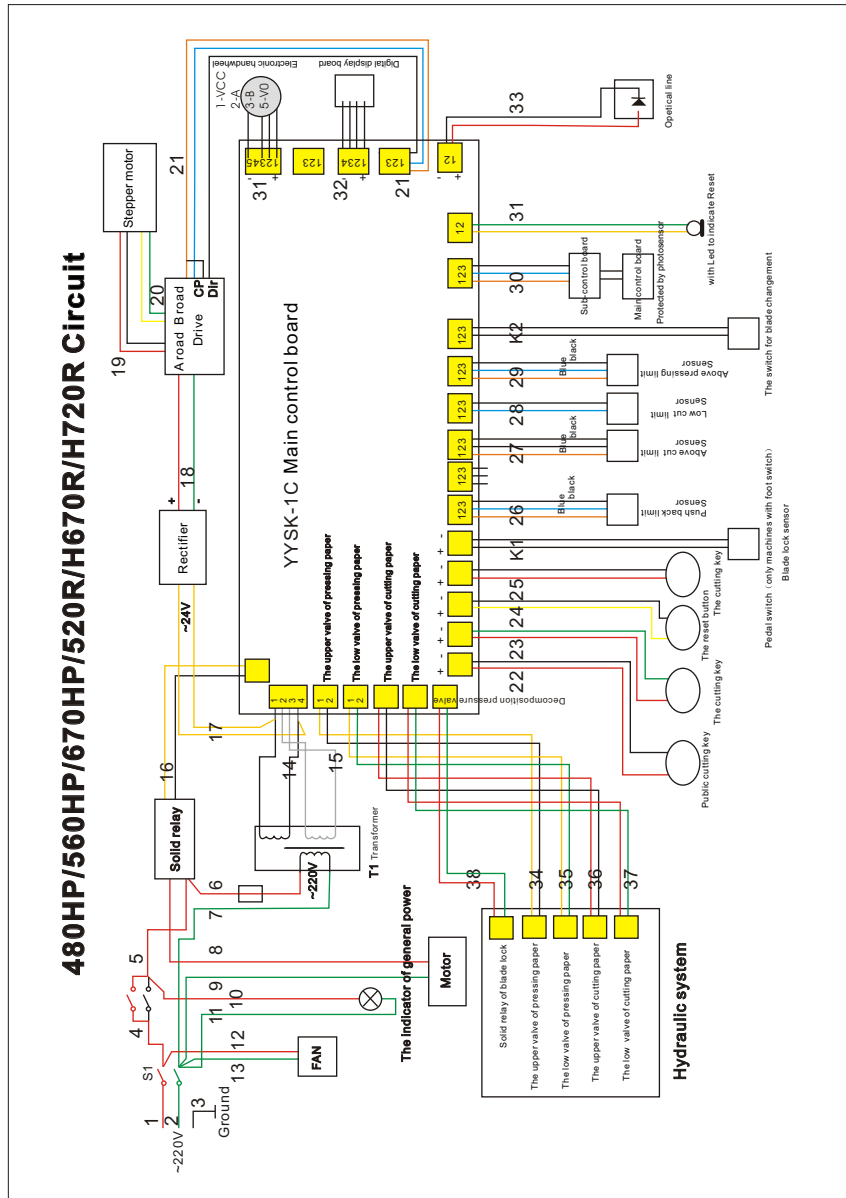 480HP/560HP/670HP/520R/H670R/H720R Circuit
~220V
1
2
3
Ground
S1
4
5
13
12
FAN
11
10
9
8
7
6
The indicator of general power
Motor
Solid relay
~220V
T1 Transformer
16
17
14
15
~24V
Rectifier
+
-
18
Aroad Broad
Drive
CP
DIr
19
20
21
Stepper motor
YYSK-1C Main control board
1
2
3
4
The upper valve of pressing paper
1
2
The low valve of pressing paper
1
2
The upper valve of cutting paper
The low valve of cutting paper
Decomposition pressure valve
1-VCC
2-A
3-B
5-V0
Electronic handwheel
Digital display board
12345
- +
31
123
1234
- +
32
123
21
12
- +
33
Opetical line
12
31
with Led to indicate Reset
123
30
Sub-control board
Main control board
Protected by photosensor
123
K2
The switch for blade changement
123
29
Blue
black
Above pressing limit
Sensor
123
28
Low cut limit
Sensor
123
27
Blue
black
Above cut limit
Sensor
123
123
26
Blue
black
Push back limit
Sensor
+ -
K1
Pedal switch (only machines with foot switch)
Blade lock sensor
+ -
25
The cutting key
+ -
24
The reset button
+ -
23
The cutting key
+ -
22
Public cutting key
38
34
35
36
37
Solid relay of blade lock
The upper valve of pressing paper
The low valve of pressing paper
The upper valve of cutting paper
The low valve of cutting paper
Hydraulic system